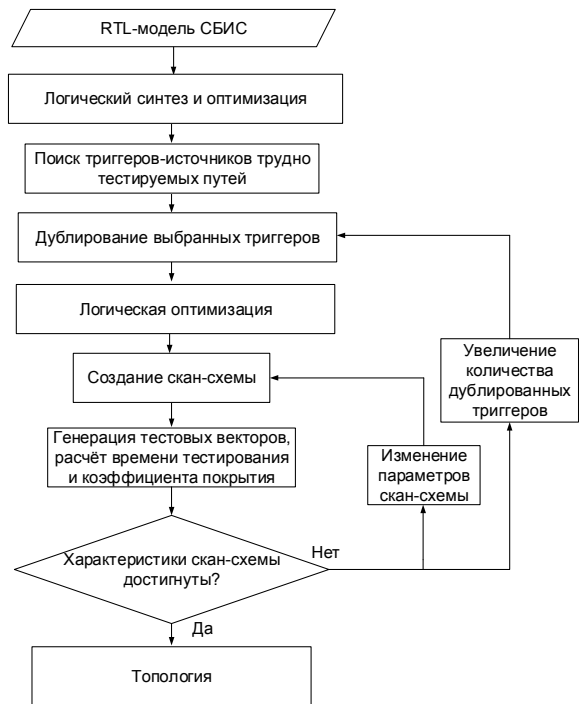 RTL-модель СБИС
Логический синтез и оптимизация
Поиск триггеров-источников трудно
тестируемых путей
Дублирование выбранных триггеров
Логическая оптимизация
Увеличение
количества
дублированных
триггеров
Создание скан-схемы
Генерация тестовых векторов,
расчёт времени тестирования
и коэффициента покрытия
Изменение
параметров
скан-схемы
Характеристики скан-схемы
достигнуты?
Нет
Да
Топология